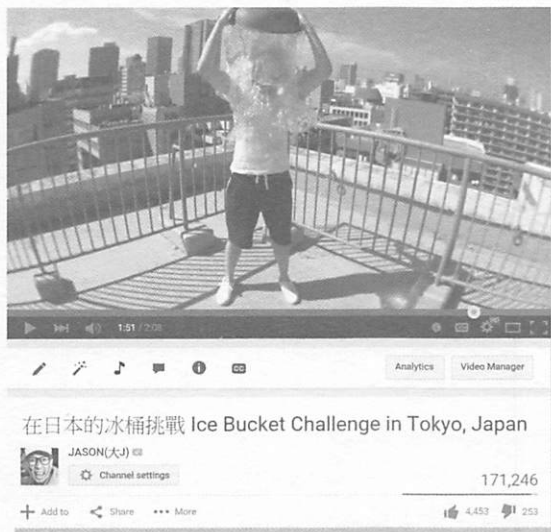 1:51 / 2:08
CC
Analytics Video Manager
在日本的冰桶挑戰 Ice Bucket Challenge in Tokyo, Japan
JASON(大J)
Channel settings
171,246
Add to Share More 4,453 253